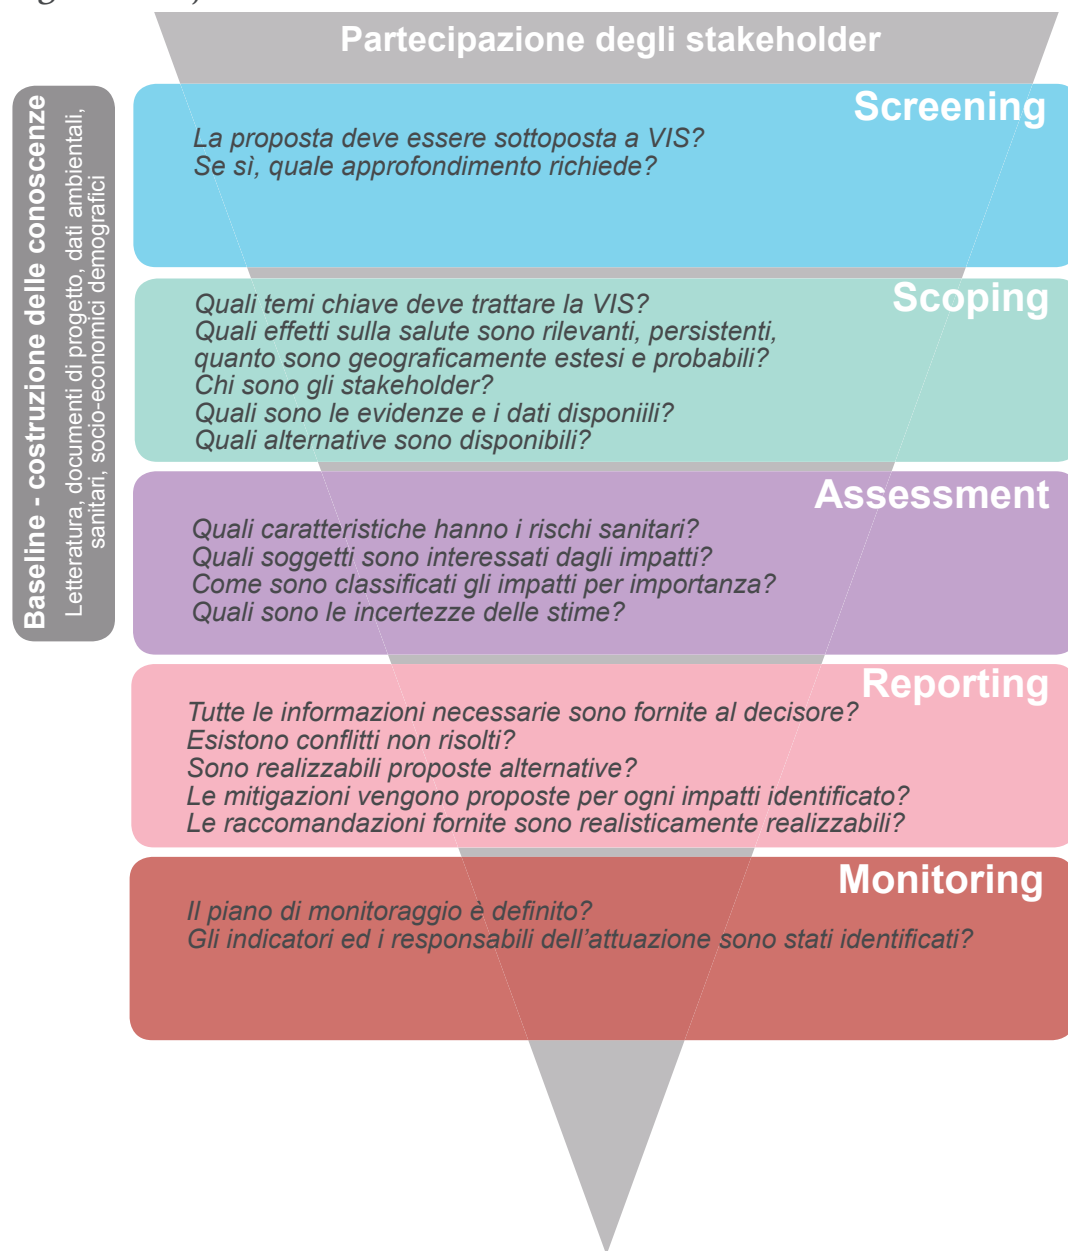 Partecipazione degli stakeholder
Baseline - costruzione delle conoscenze
Letteratura, documenti di progetto, dati ambientali,
sanitari, socio-economici demografici
Screening
La proposta deve essere sottoposta a VIS?
Se sì, quale approfondimento richiede?
Scoping
Quali temi chiave deve trattare la VIS?
Quali effetti sulla salute sono rilevanti, persistenti,
quanto sono geograficamente estesi e probabili?
Chi sono gli stakeholder?
Quali sono le evidenze e i dati disponiili?
Quali alternative sono disponibili?
Assessment
Quali caratteristiche hanno i rischi sanitari?
Quali soggetti sono interessati dagli impatti?
Come sono classificati gli impatti per importanza?
Quali sono le incertezze delle stime?
Reporting
Tutte le informazioni necessarie sono fornite al decisore?
Esistono conflitti non risolti?
Sono realizzabili proposte alternative?
Le mitigazioni vengono proposte per ogni impatti identificato?
Le raccomandazioni fornite sono realisticamente realizzabili?
Monitoring
Il piano di monitoraggio è definito?
Gli indicatori ed i responsabili dell'attuazione sono stati identificati?